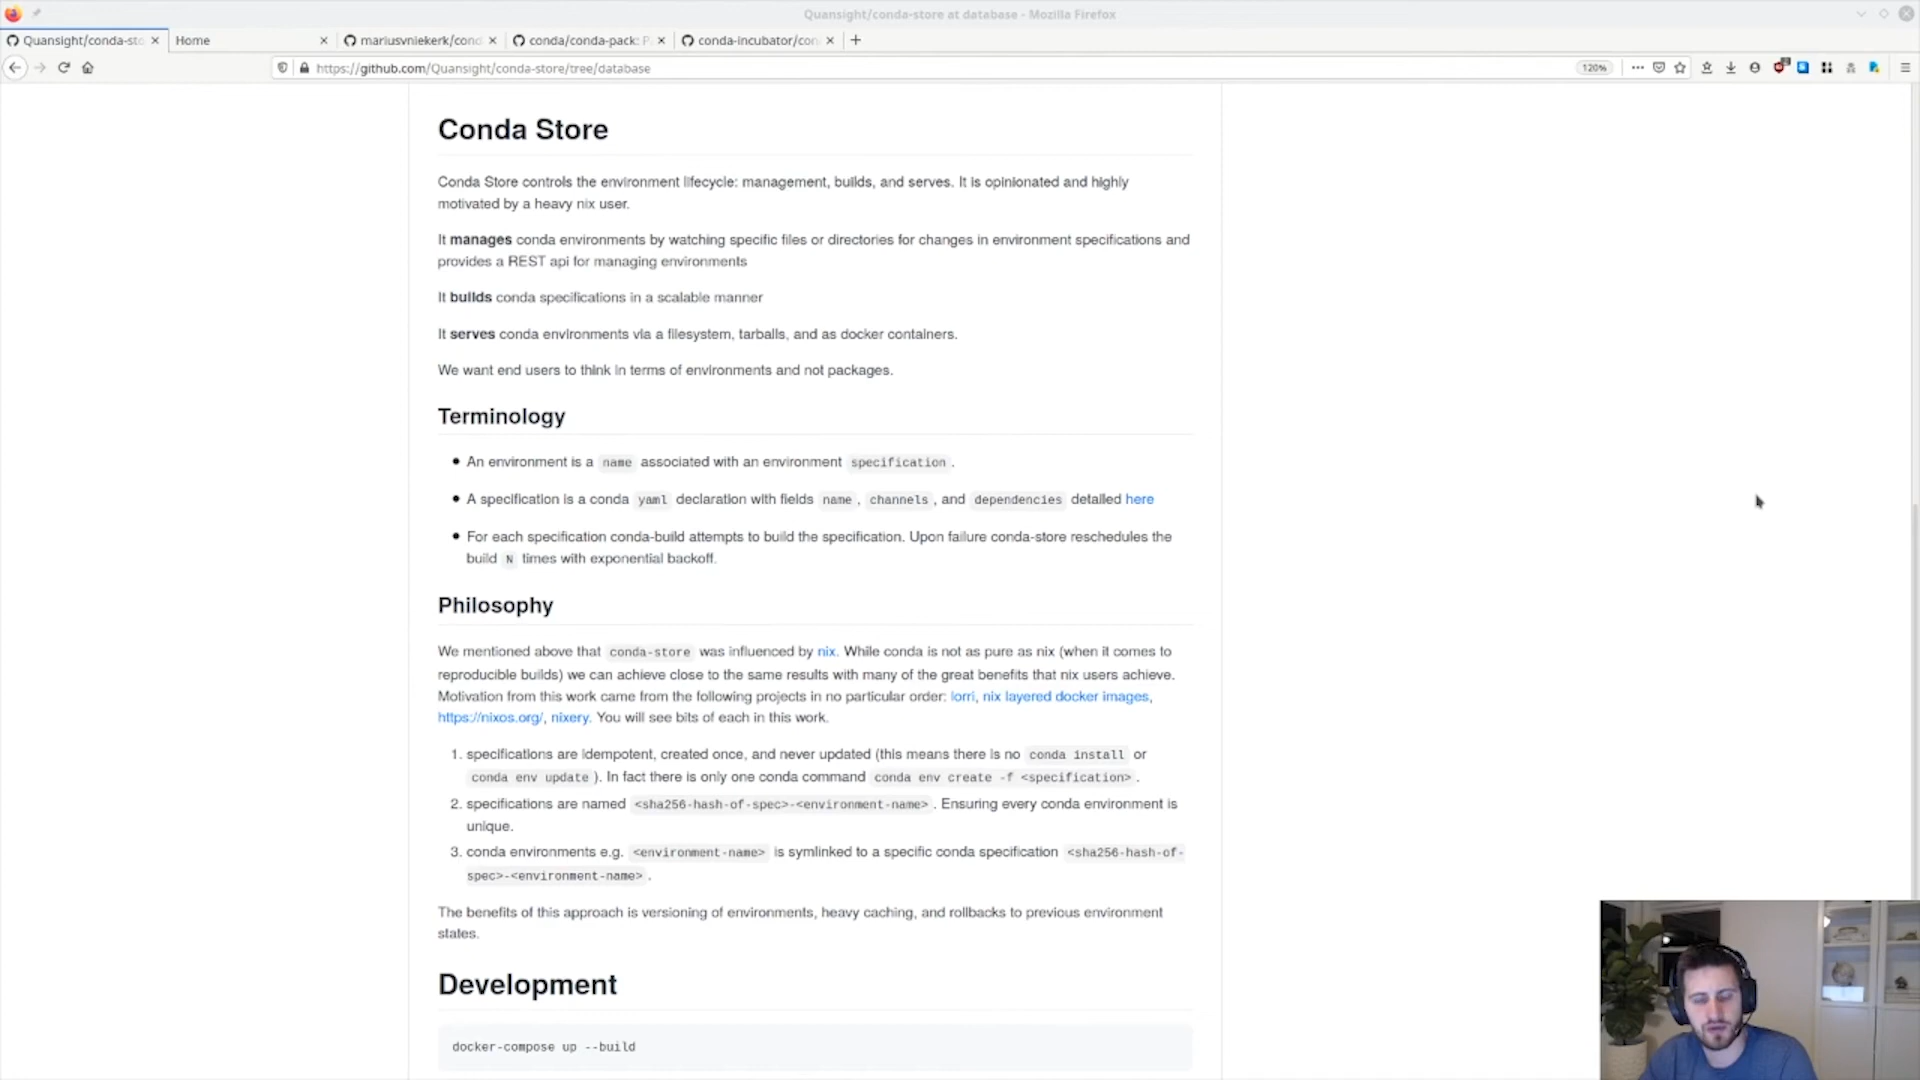 Quansight/conda-store at database - Mozilla Firefox
Quansight/conda-sto
Home
mariusvniekerk/cond
conda/conda-pack: P
conda-incubator/con
https://github.com/Quansight/conda-store/tree/database
120%
Conda Store
Conda Store controls the environment lifecycle: management, builds, and serves. It is opinionated and highly
motivated by a heavy nix user.
It manages conda environments by watching specific files or directories for changes in environment specifications and
provides a REST api for managing environments
It builds conda specifications in a scalable manner
It serves conda environments via a filesystem, tarballs, and as docker containers.
We want end users to think in terms of environments and not packages.
Terminology
• An environment is a name associated with an environment specification .
• A specification is a conda yaml declaration with fields name , channels , and dependencies detailed here
• For each specification conda-build attempts to build the specification. Upon failure conda-store reschedules the
build N times with exponential backoff.
Philosophy
We mentioned above that conda-store was influenced by nix. While conda is not as pure as nix (when it comes to
reproducible builds) we can achieve close to the same results with many of the great benefits that nix users achieve.
Motivation from this work came from the following projects in no particular order: lorri, nix layered docker images,
https://nixos.org/, nixery. You will see bits of each in this work.
1. specifications are idempotent, created once, and never updated (this means there is no conda install or
conda env update ). In fact there is only one conda command conda env create -f <specification> .
2. specifications are named <sha256-hash-of-spec>-<environment-name> . Ensuring every conda environment is
unique.
3. conda environments e.g. <environment-name> is symlinked to a specific conda specification <sha256-hash-of-
spec>-<environment-name> .
The benefits of this approach is versioning of environments, heavy caching, and rollbacks to previous environment
states.
Development
docker-compose up --build